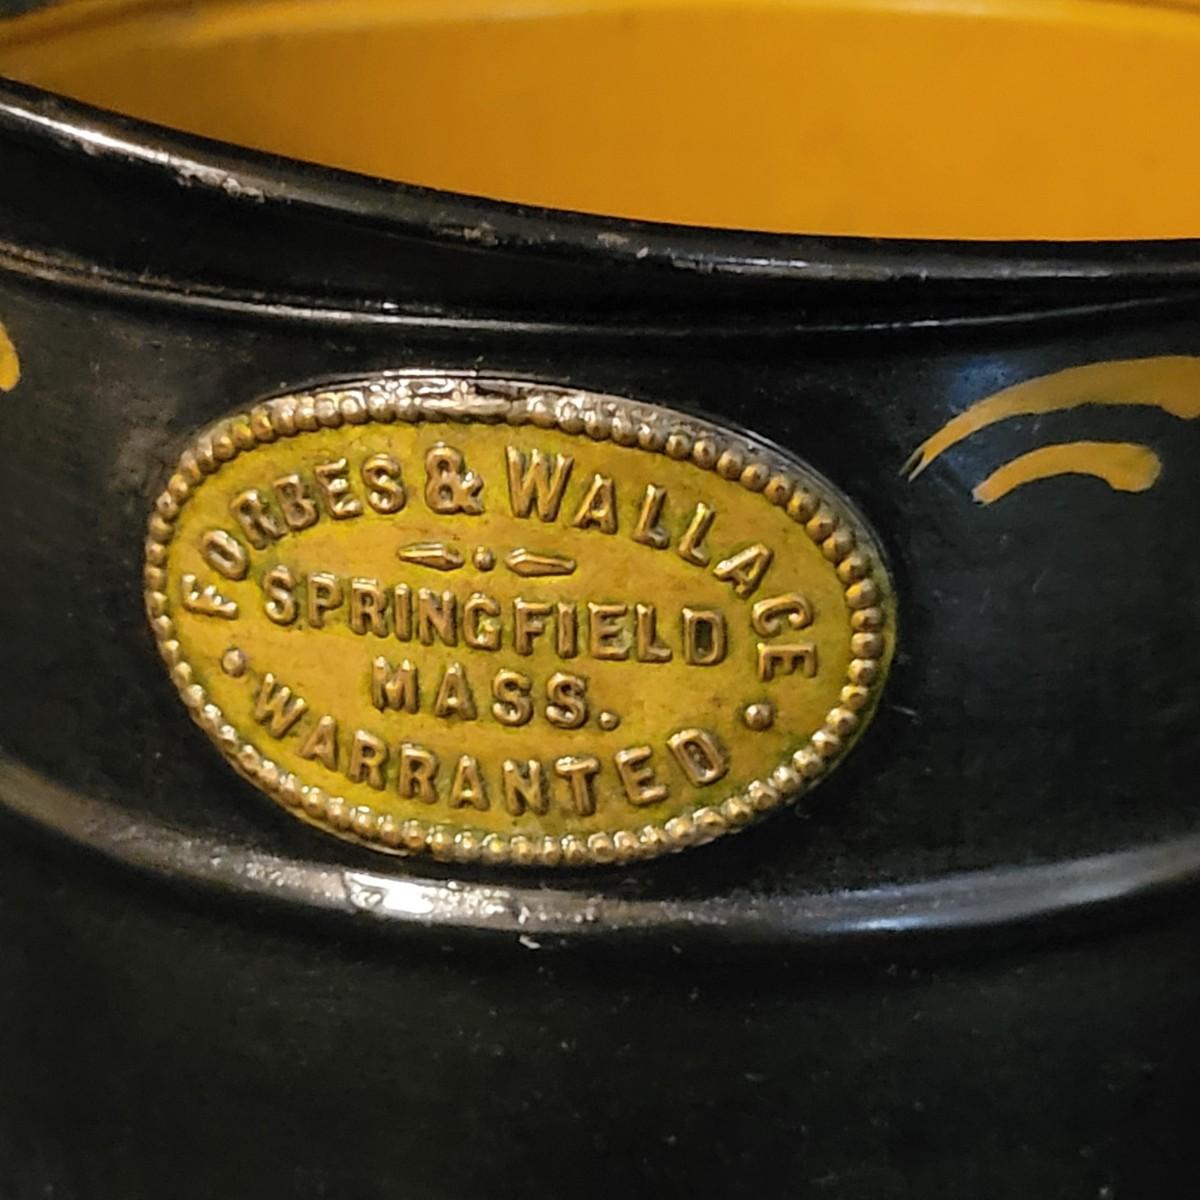 FORBES & WALLACE
SPRINGFIELD
MASS.
WARRANTED